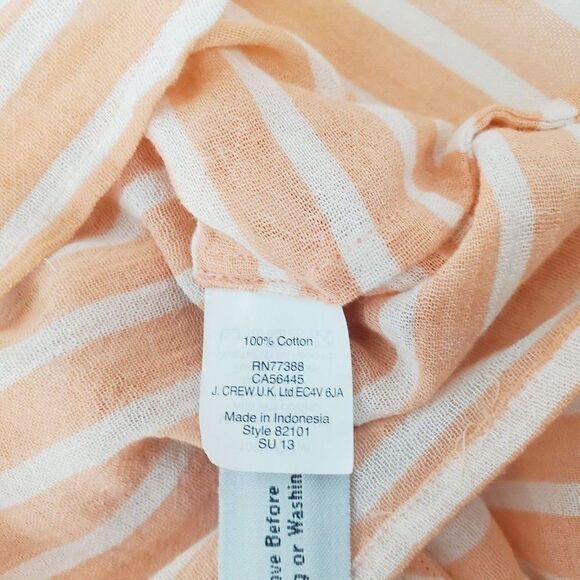 100% Cotton
RN77388
CA56445
J. CREW U.K. Ltd EC4V 6JA
Made in Indonesia
Style 82101
SU 13
ove Before
g or Washin